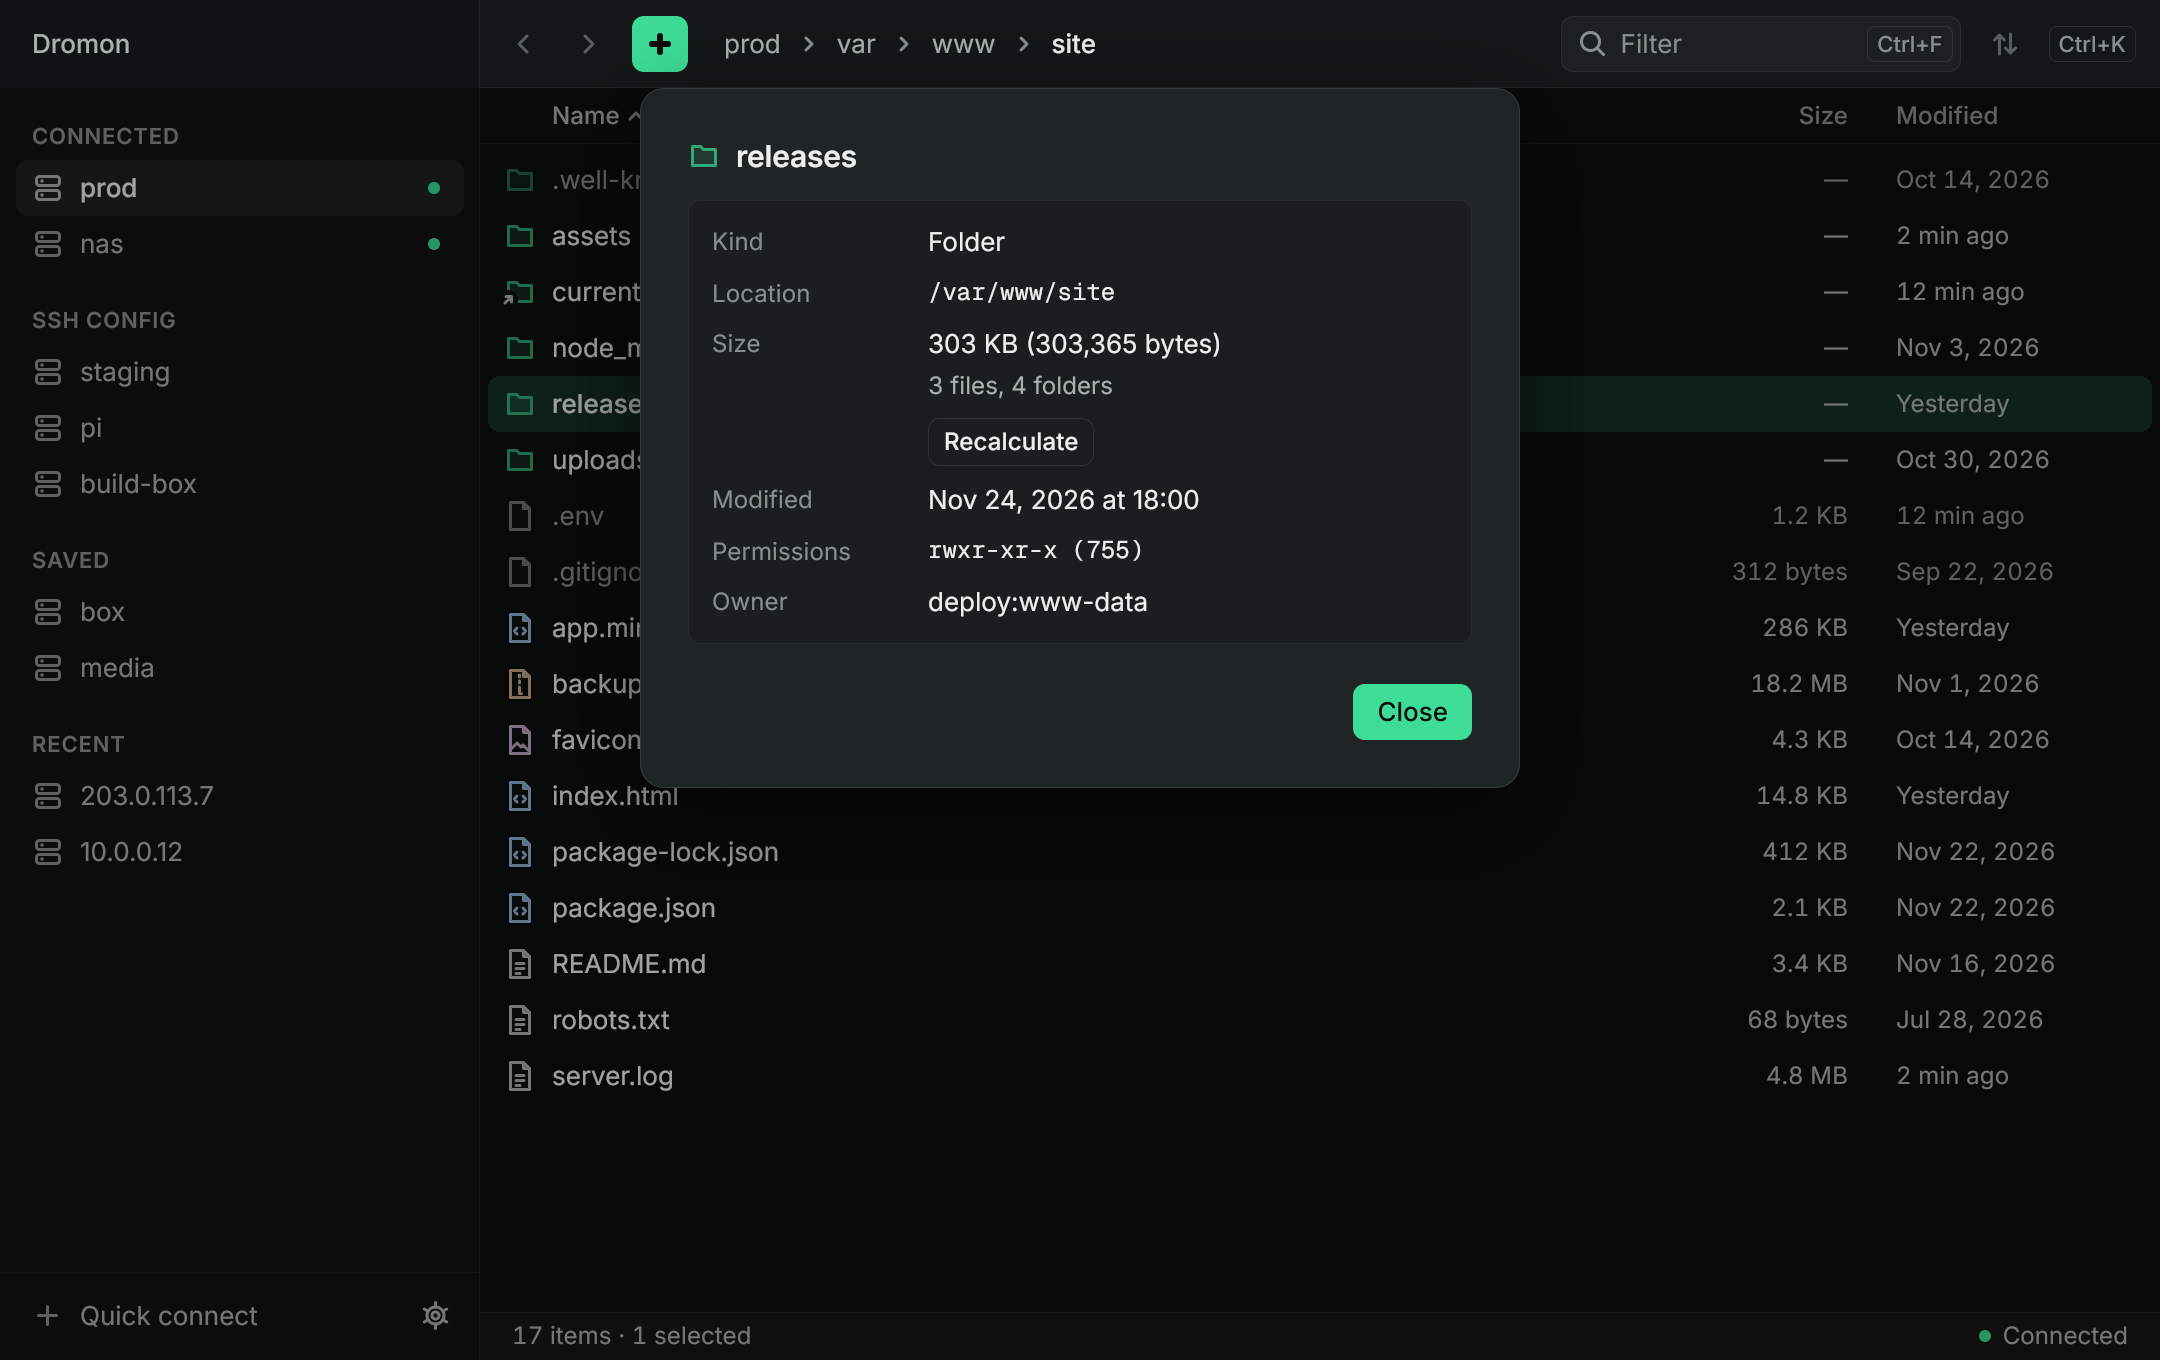 Dromon
prod
var
www
site
Filter
Ctrl+F
Ctrl+K
CONNECTED
prod
nas
SSH CONFIG
staging
pi
build-box
SAVED
box
media
RECENT
203.0.113.7
10.0.0.12
Quick connect
Name
Size
Modified
— Oct 14, 2026
assets — 2 min ago
current — 12 min ago
— Nov 3, 2026
— Yesterday
— Oct 30, 2026
.env 1.2 KB 12 min ago
312 bytes Sep 22, 2026
286 KB Yesterday
18.2 MB Nov 1, 2026
4.3 KB Oct 14, 2026
index.html 14.8 KB Yesterday
package-lock.json 412 KB Nov 22, 2026
package.json 2.1 KB Nov 22, 2026
README.md 3.4 KB Nov 16, 2026
robots.txt 68 bytes Jul 28, 2026
server.log 4.8 MB 2 min ago
releases
Kind Folder
Location /var/www/site
Size 303 KB (303,365 bytes)
3 files, 4 folders
Recalculate
Modified Nov 24, 2026 at 18:00
Permissions rwxr-xr-x (755)
Owner deploy:www-data
Close
17 items · 1 selected
Connected